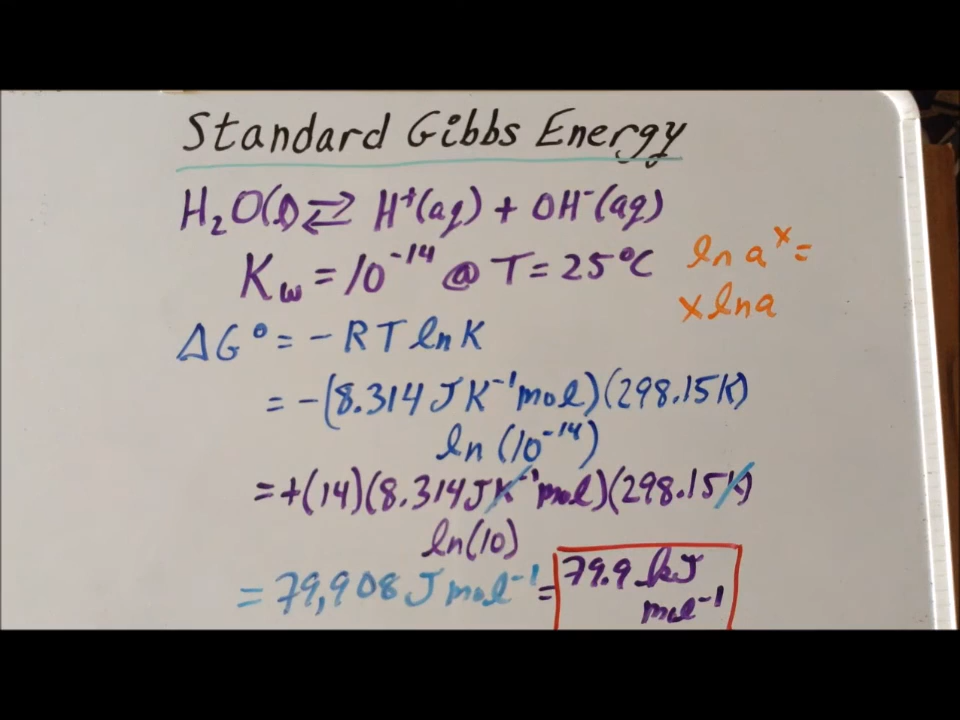 Standard Gibbs Energy
H₂O(l) ⇄ H⁺(aq) + OH⁻(aq)
Kw = 10⁻¹⁴ @ T = 25°C
ln aˣ =
x ln a
ΔG° = - RT ln K
= -(8.314 J K⁻¹ mol)(298.15K)
ln (10⁻¹⁴)
= +(14)(8.314 J K⁻¹ mol)(298.15K)
ln(10)
= 79,908 J mol⁻¹ = 79.9 kJ
mol⁻¹